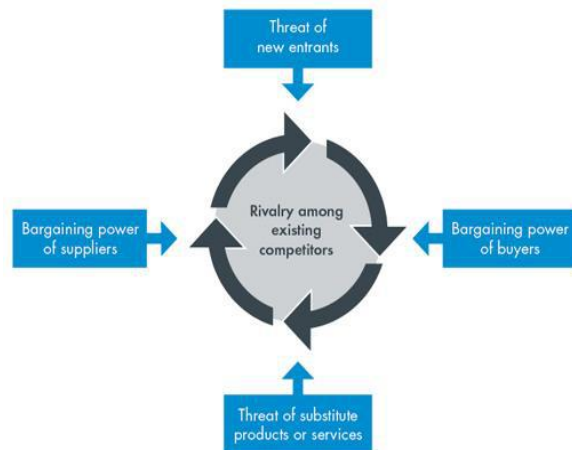 Threat of
new entrants
Bargaining power
of suppliers
Rivalry among
existing
competitors
Bargaining power
of buyers
Threat of substitute
products or services